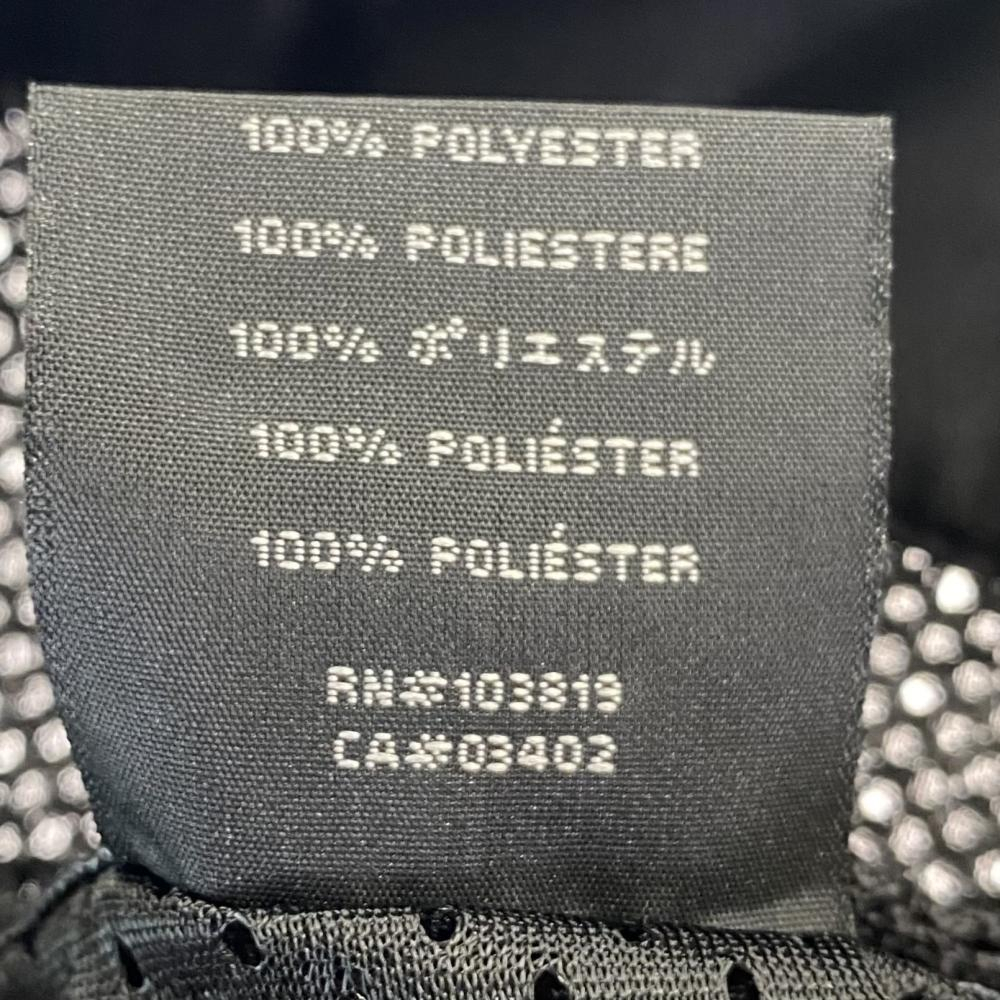 100% POLYESTER
100% POLIESTERE
100% ポリエステル
100% POLIÉSTER
100% POLIÉSTER
RN#103819
CA#03402